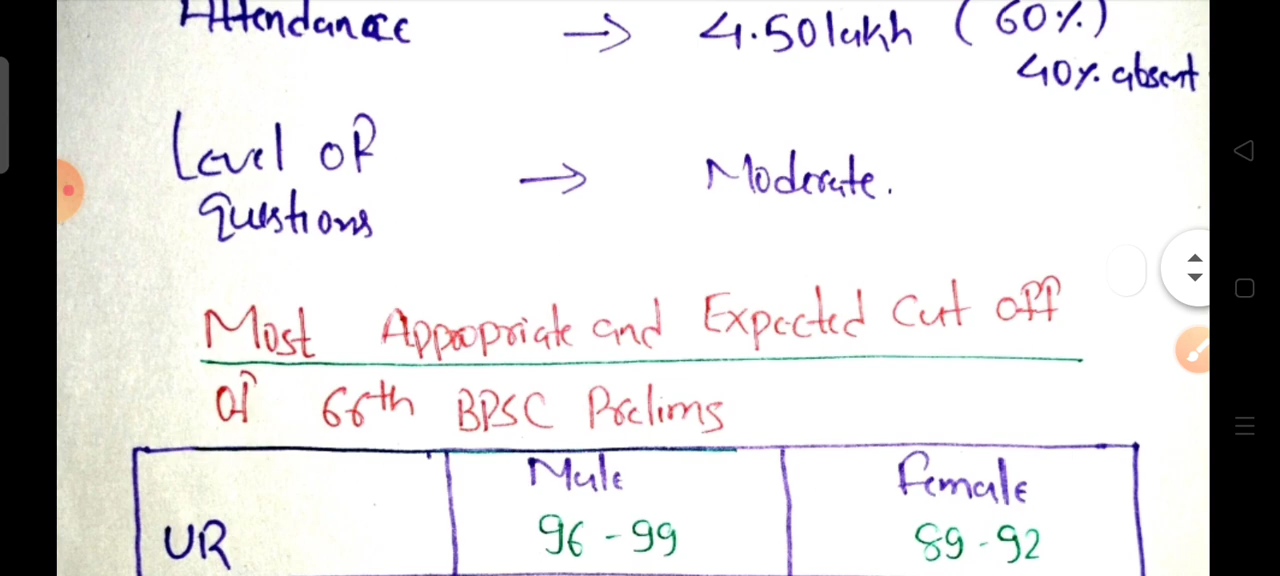 Attendance → 4.50 lakh (60%)
40% absent
Level of
questions → Moderate.
Most Appropriate and Expected Cut off
of 66th BPSC Prelims
Male Female
UR 96-99 89-92